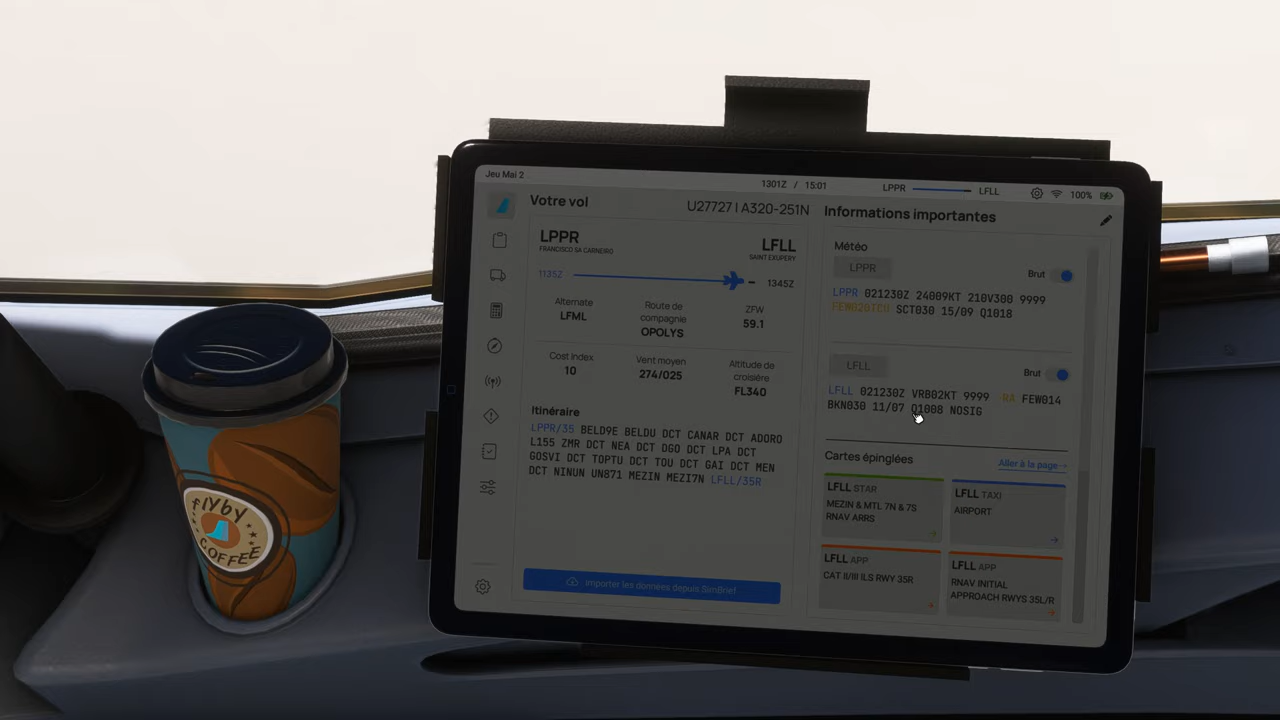 Jeu Mai 2
1301Z / 15:01
LPPR LFLL
100%
Votre vol
U27727 | A320-251N
LPPR
FRANCISCO SA CARNEIRO
LFLL
SAINT EXUPERY
1135Z
1345Z
Alternate
LFML
Route de
compagnie
OPOLYS
ZFW
59.1
Cost index
10
Vent moyen
274/025
Altitude de
croisière
FL340
Itinéraire
LPPR/35 BELD9E BELDU DCT CANAR DCT ADORO
L155 ZMR DCT NEA DCT DGO DCT LPA DCT
GOSVI DCT TOPTU DCT TOU DCT GAI DCT MEN
DCT NINUN UN871 MEZIN MEZI7N LFLL/35R
Importer les données depuis SimBrief
Informations importantes
Météo
LPPR
Brut
LPPR 021230Z 24009KT 210V300 9999
FEW020TCU SCT030 15/09 Q1018
LFLL
Brut
LFLL 021230Z VRB02KT 9999 RA FEW014
BKN030 11/07 Q1008 NOSIG
Cartes épinglées
Aller à la page
LFLL STAR
MEZIN & MTL 7N & 7S
RNAV ARRS
LFLL TAXI
AIRPORT
LFLL APP
CAT II/III ILS RWY 35R
LFLL APP
RNAV INITIAL
APPROACH RWYS 35L/R
flyby
COFFEE